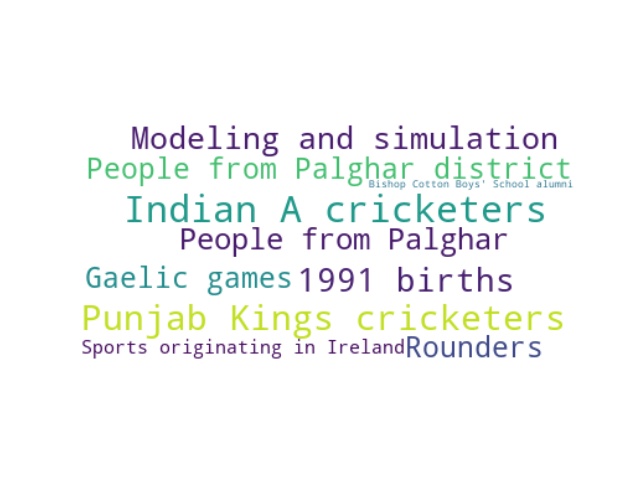 Modeling and simulation
People from Palghar district
Bishop Cotton Boys' School alumni
Indian A cricketers
People from Palghar
Gaelic games
1991 births
Punjab Kings cricketers
Sports originating in Ireland
Rounders